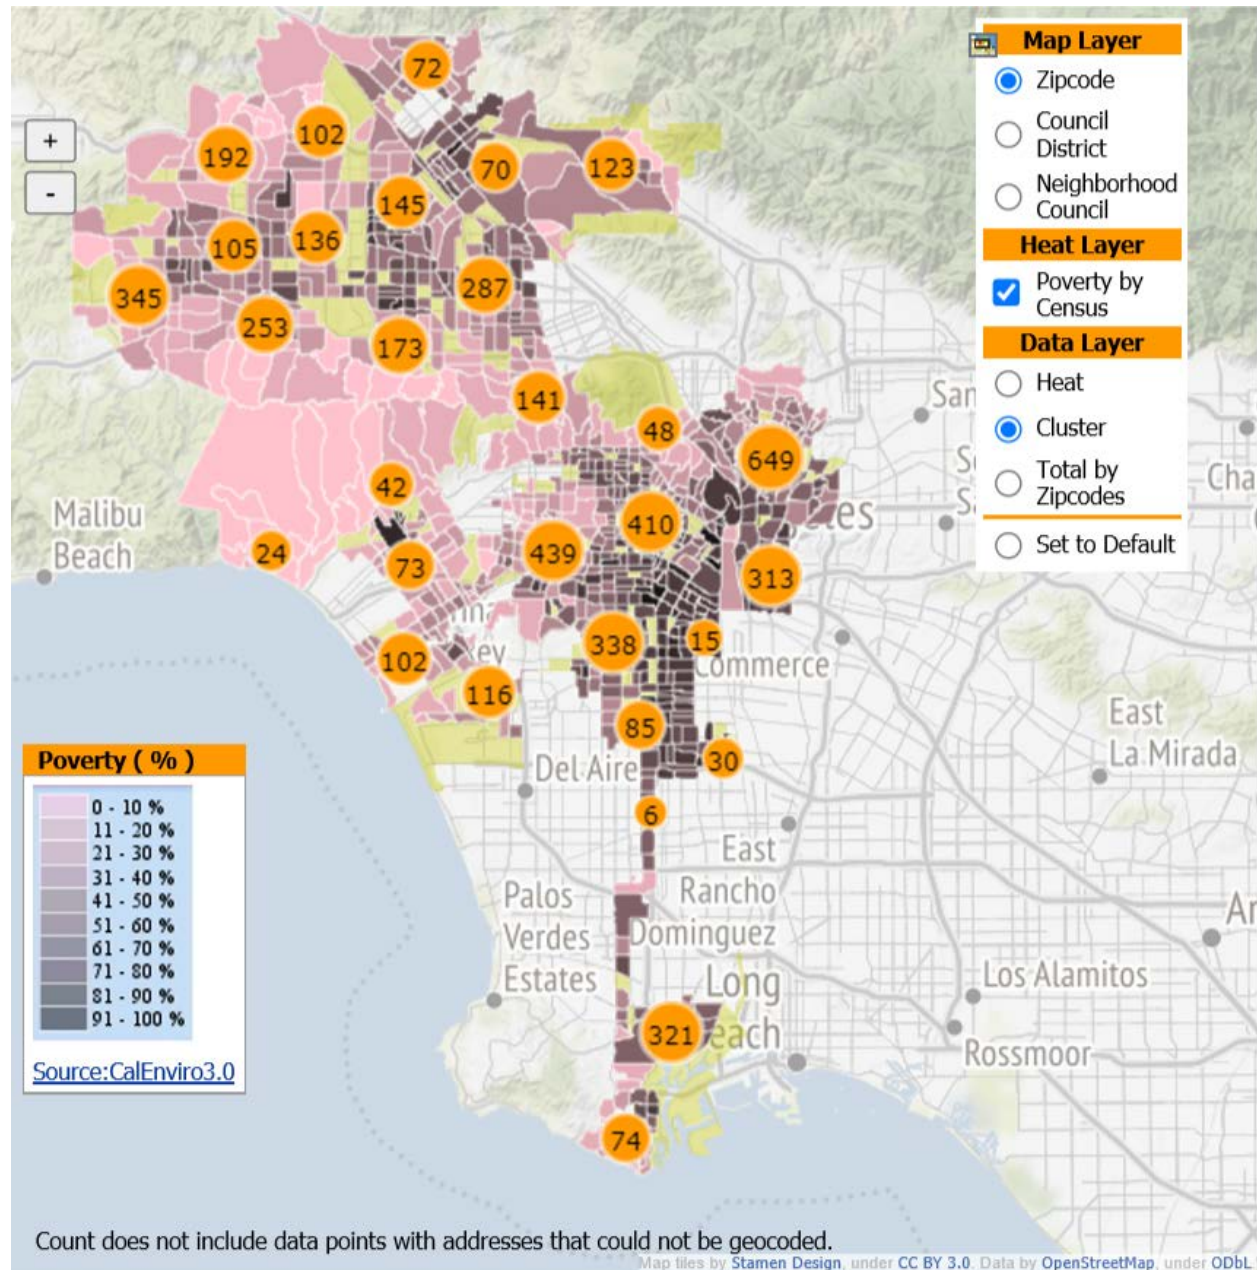 72
102
192
70
123
145
136
105
287
345
253
173
141
48
649
42
410
439
24
73
313
338
15
102
116
85
30
6
321
74
+
-
Map Layer
Zipcode
Council
District
Neighborhood
Council
Heat Layer
Poverty by
Census
Data Layer
Heat
Cluster
Total by
Zipcodes
Set to Default
San
Cha
Malibu
Beach
les
Commerce
East
La Mirada
Del Aire
East
Rancho
Dominguez
Palos
Verdes
Estates
Long
each
Los Alamitos
Rossmoor
Poverty ( % )
0 - 10 %
11 - 20 %
21 - 30 %
31 - 40 %
41 - 50 %
51 - 60 %
61 - 70 %
71 - 80 %
81 - 90 %
91 - 100 %
Source:CalEnviro3.0
Count does not include data points with addresses that could not be geocoded.
Map tiles by Stamen Design, under CC BY 3.0. Data by OpenStreetMap, under ODbL